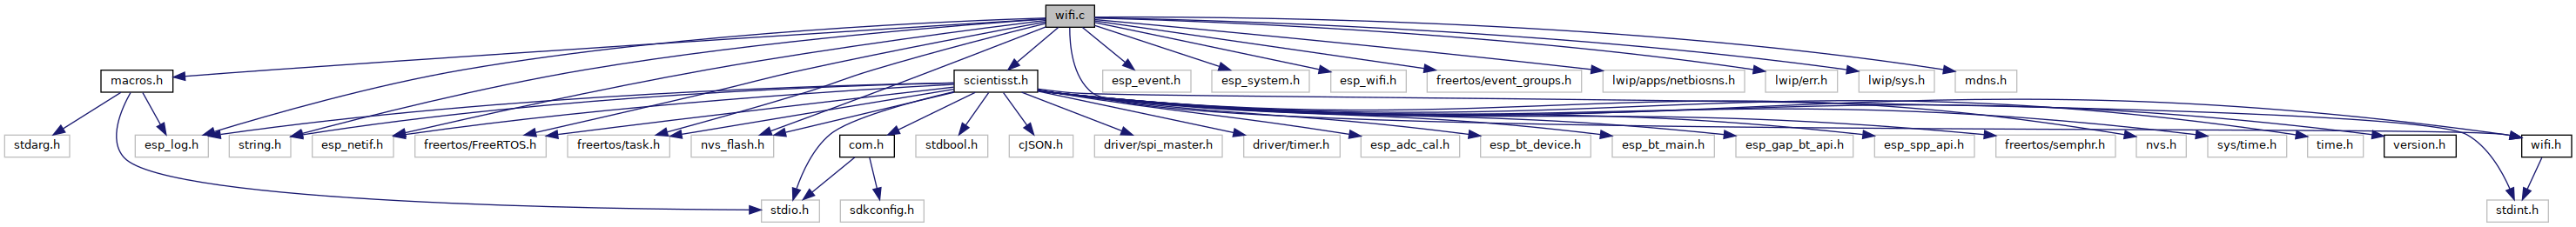 wifi.c
macros.h
scientisst.h
esp_event.h
esp_system.h
esp_wifi.h
freertos/event_groups.h
lwip/apps/netbiosns.h
lwip/err.h
lwip/sys.h
mdns.h
stdarg.h
esp_log.h
string.h
esp_netif.h
freertos/FreeRTOS.h
freertos/task.h
nvs_flash.h
com.h
stdbool.h
cJSON.h
driver/spi_master.h
driver/timer.h
esp_adc_cal.h
esp_bt_device.h
esp_bt_main.h
esp_gap_bt_api.h
esp_spp_api.h
freertos/semphr.h
nvs.h
sys/time.h
time.h
version.h
wifi.h
stdio.h
sdkconfig.h
stdint.h